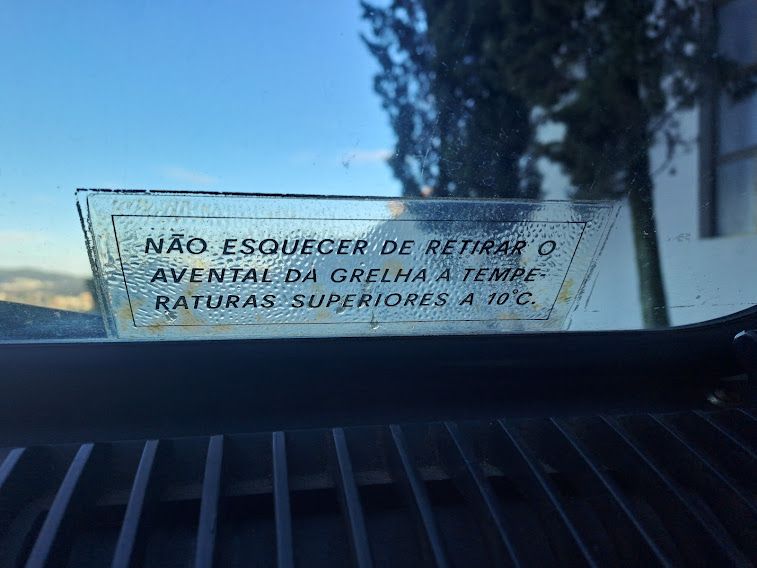 NÃO ESQUECER DE RETIRAR O
AVENTAL DA GRELHA A TEMPE-
RATURAS SUPERIORES A 10°C.